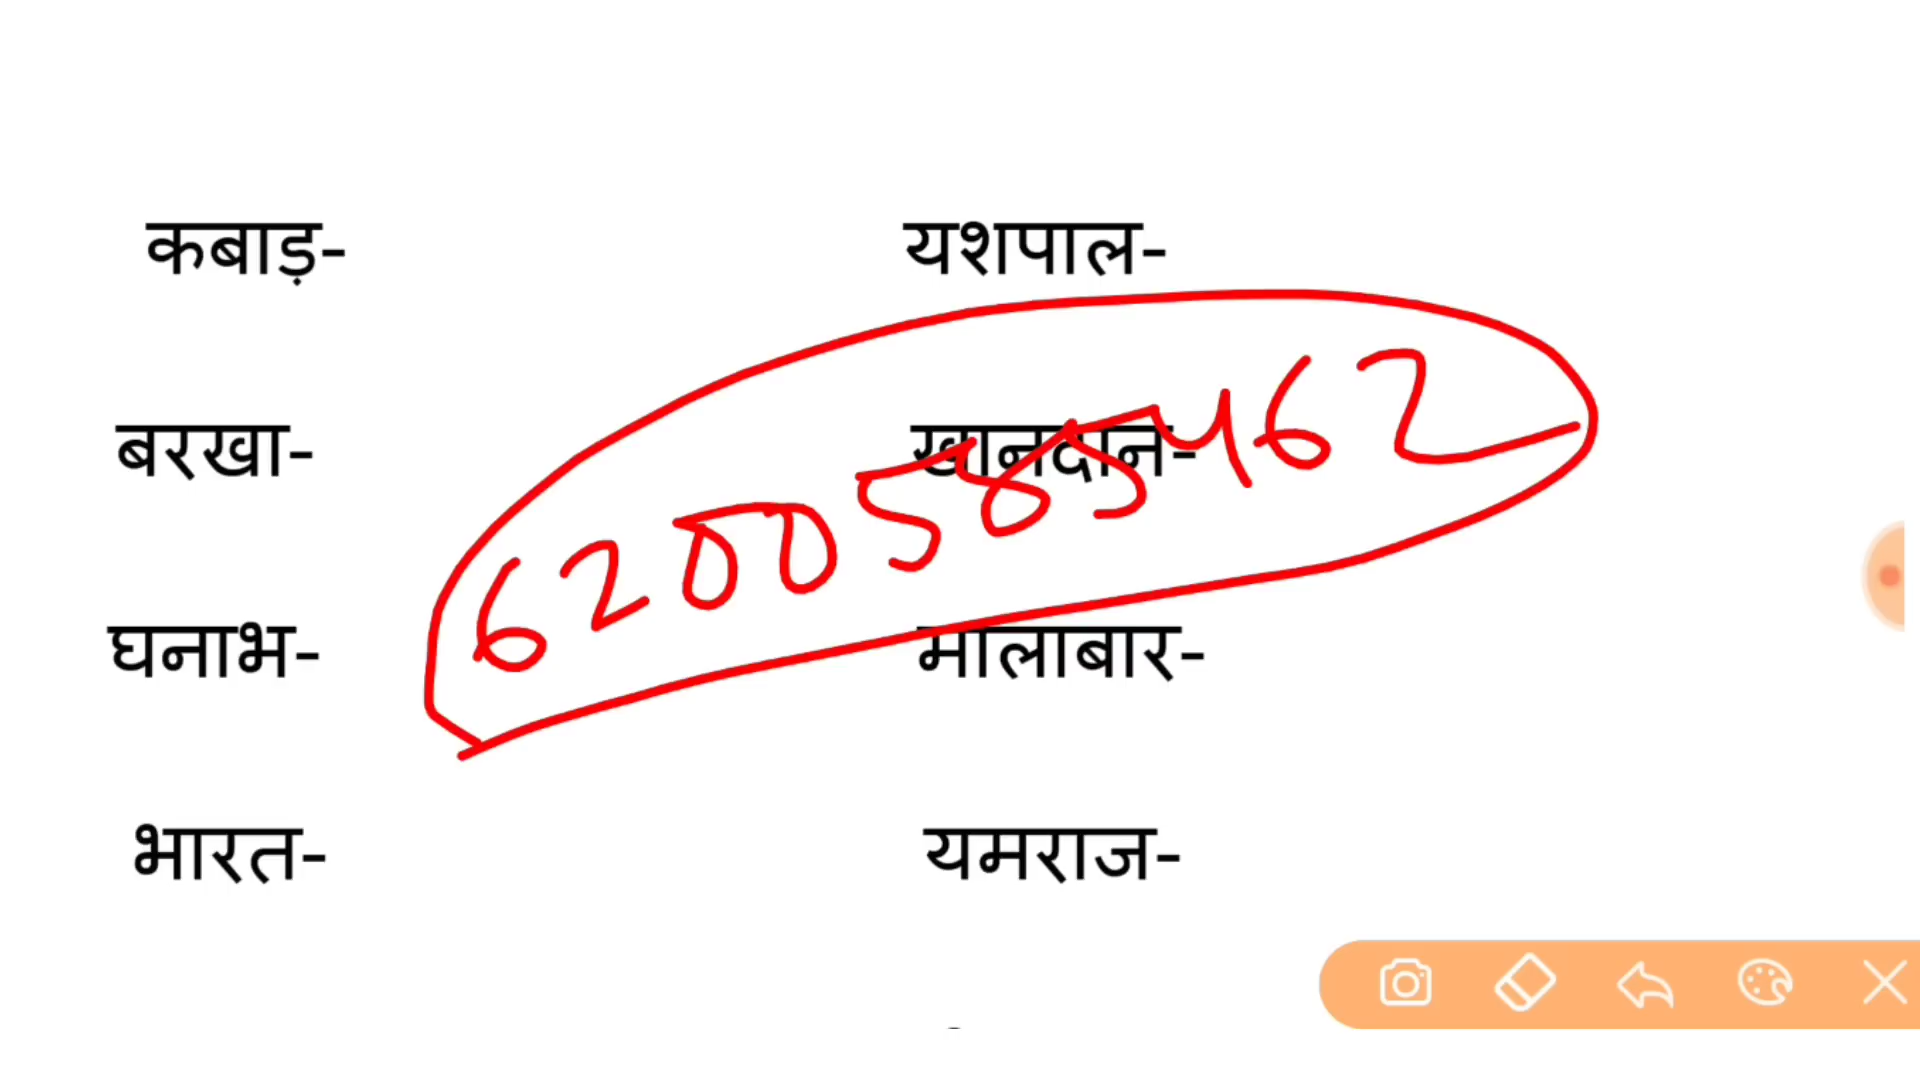 कबाड़- यशपाल-
बरखा- खानदान-
6200585462
घनाभ- मालाबार-
भारत- यमराज-